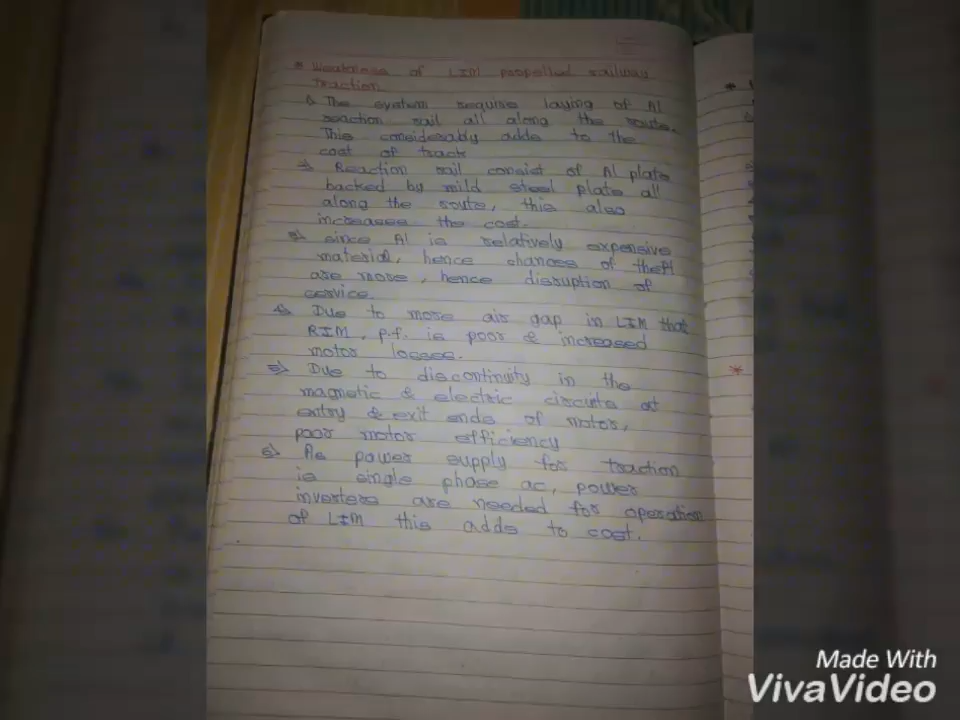 * Weakness of LIM propelled railway
traction.
1) The system require laying of Al
reaction rail all along the route.
This considerably adds to the
cost of track
2) Reaction rail consist of Al plate
backed by mild steel plate all
along the route, this also
increases the cost.
3) since Al is relatively expensive
material, hence chances of theft
are more, hence disruption of
service.
4) Due to more air gap in LIM that
RIM, p.f. is poor & increased
motor losses.
5) Due to discontinuity in the
magnetic & electric circuits at
entry & exit ends of motor,
poor motor efficiency
6) As power supply for traction
is single phase ac, power
inverters are needed for operation
of LIM this adds to cost.
*
*
Made With
VivaVideo